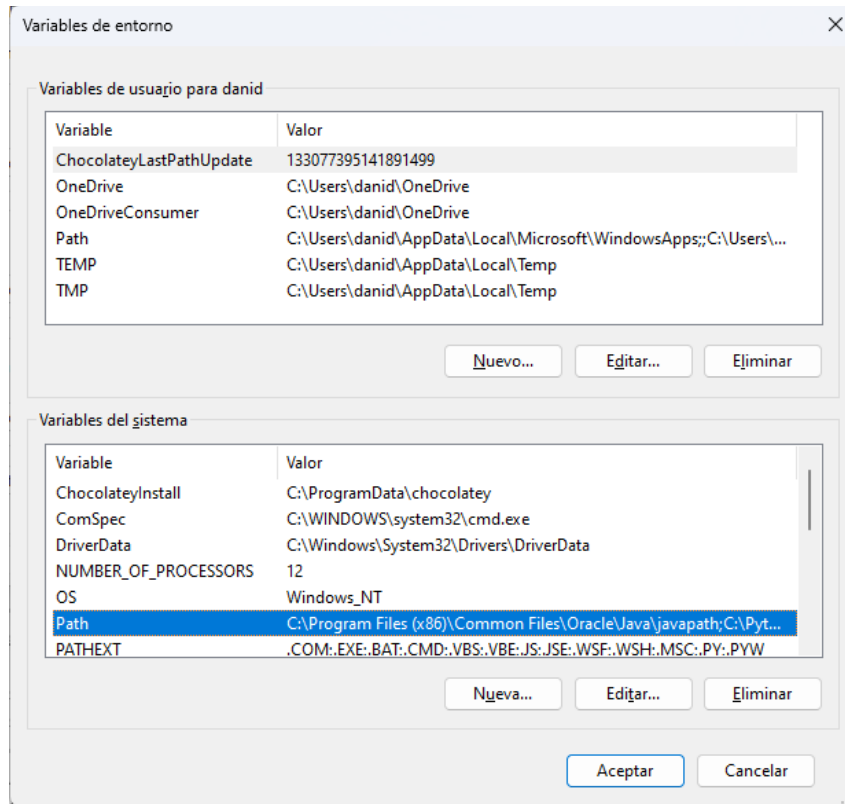 Variables de entorno
Variables de usuario para danid
Variable Valor
ChocolateyLastPathUpdate 133077395141891499
OneDrive C:\Users\danid\OneDrive
OneDriveConsumer C:\Users\danid\OneDrive
Path C:\Users\danid\AppData\Local\Microsoft\WindowsApps;;C:\Users\...
TEMP C:\Users\danid\AppData\Local\Temp
TMP C:\Users\danid\AppData\Local\Temp
Nuevo... Editar... Eliminar
Variables del sistema
Variable Valor
ChocolateyInstall C:\ProgramData\chocolatey
ComSpec C:\WINDOWS\system32\cmd.exe
DriverData C:\Windows\System32\Drivers\DriverData
NUMBER_OF_PROCESSORS 12
OS Windows_NT
Path C:\Program Files (x86)\Common Files\Oracle\Java\javapath;C:\Pyt...
PATHEXT .COM;.EXE;.BAT;.CMD;.VBS;.VBE;.JS;.JSE;.WSF;.WSH;.MSC;.PY;.PYW
Nueva... Editar... Eliminar
Aceptar Cancelar